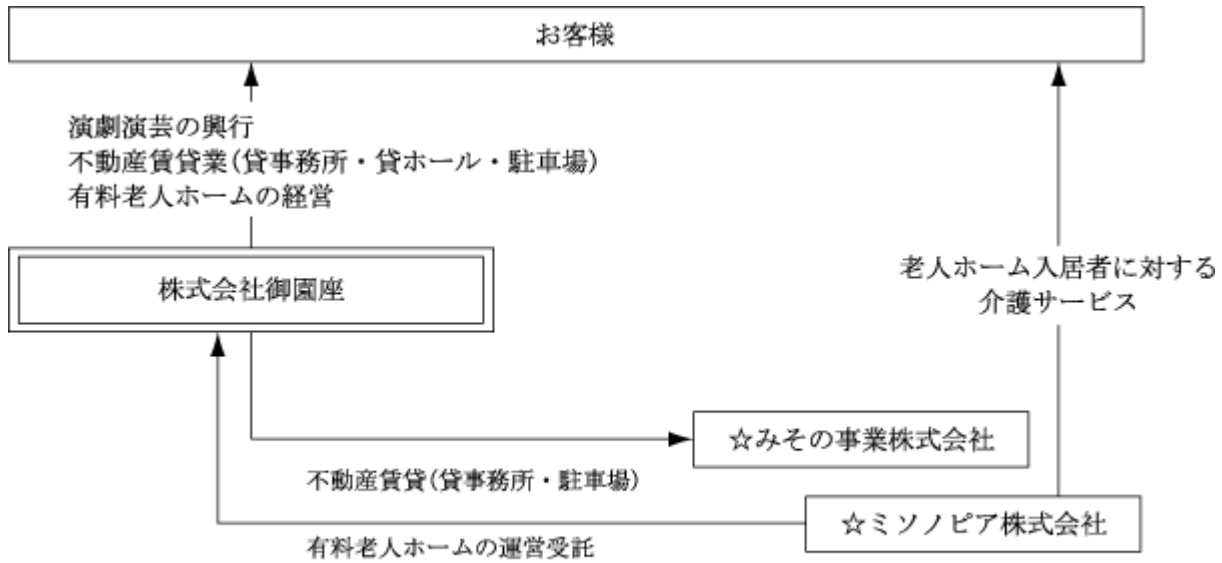 お客様
演劇演芸の興行
不動産賃貸業(貸事務所・貸ホール・駐車場)
有料老人ホームの経営
株式会社御園座
老人ホーム入居者に対する
介護サービス
☆みその事業株式会社
不動産賃貸(貸事務所・駐車場)
☆ミソノピア株式会社
有料老人ホームの運営受託